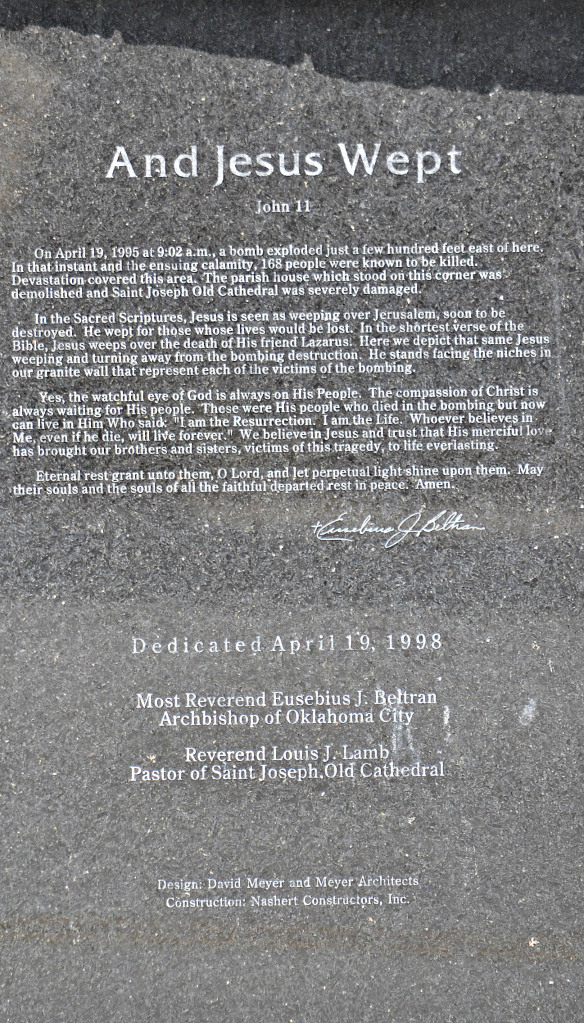 And Jesus Wept
John 11
On April 19, 1995 at 9:02 a.m., a bomb exploded just a few hundred feet east of here.
In that instant and the ensuing calamity, 168 people were known to be killed.
Devastation covered this area. The parish house which stood on this corner was
demolished and Saint Joseph Old Cathedral was severely damaged.
In the Sacred Scriptures, Jesus is seen as weeping over Jerusalem, soon to be
destroyed. He wept for those whose lives would be lost. In the shortest verse of the
Bible, Jesus weeps over the death of His friend Lazarus. Here we depict that same Jesus
weeping and turning away from the bombing destruction. He stands facing the niches in
our granite wall that represent each of the victims of the bombing.
Yes, the watchful eye of God is always on His People. The compassion of Christ is
always waiting for His people. These were His people who died in the bombing but now
can live in Him Who said: "I am the Resurrection. I am the Life. Whoever believes in
Me, even if he die, will live forever." We believe in Jesus and trust that His merciful love
has brought our brothers and sisters, victims of this tragedy, to life everlasting.
Eternal rest grant unto them, O Lord, and let perpetual light shine upon them. May
their souls and the souls of all the faithful departed rest in peace. Amen.
+Eusebius J. Beltran
Dedicated April 19, 1998
Most Reverend Eusebius J. Beltran
Archbishop of Oklahoma City
Reverend Louis J. Lamb
Pastor of Saint Joseph Old Cathedral
Design: David Meyer and Meyer Architects
Construction: Nashert Constructors, Inc.